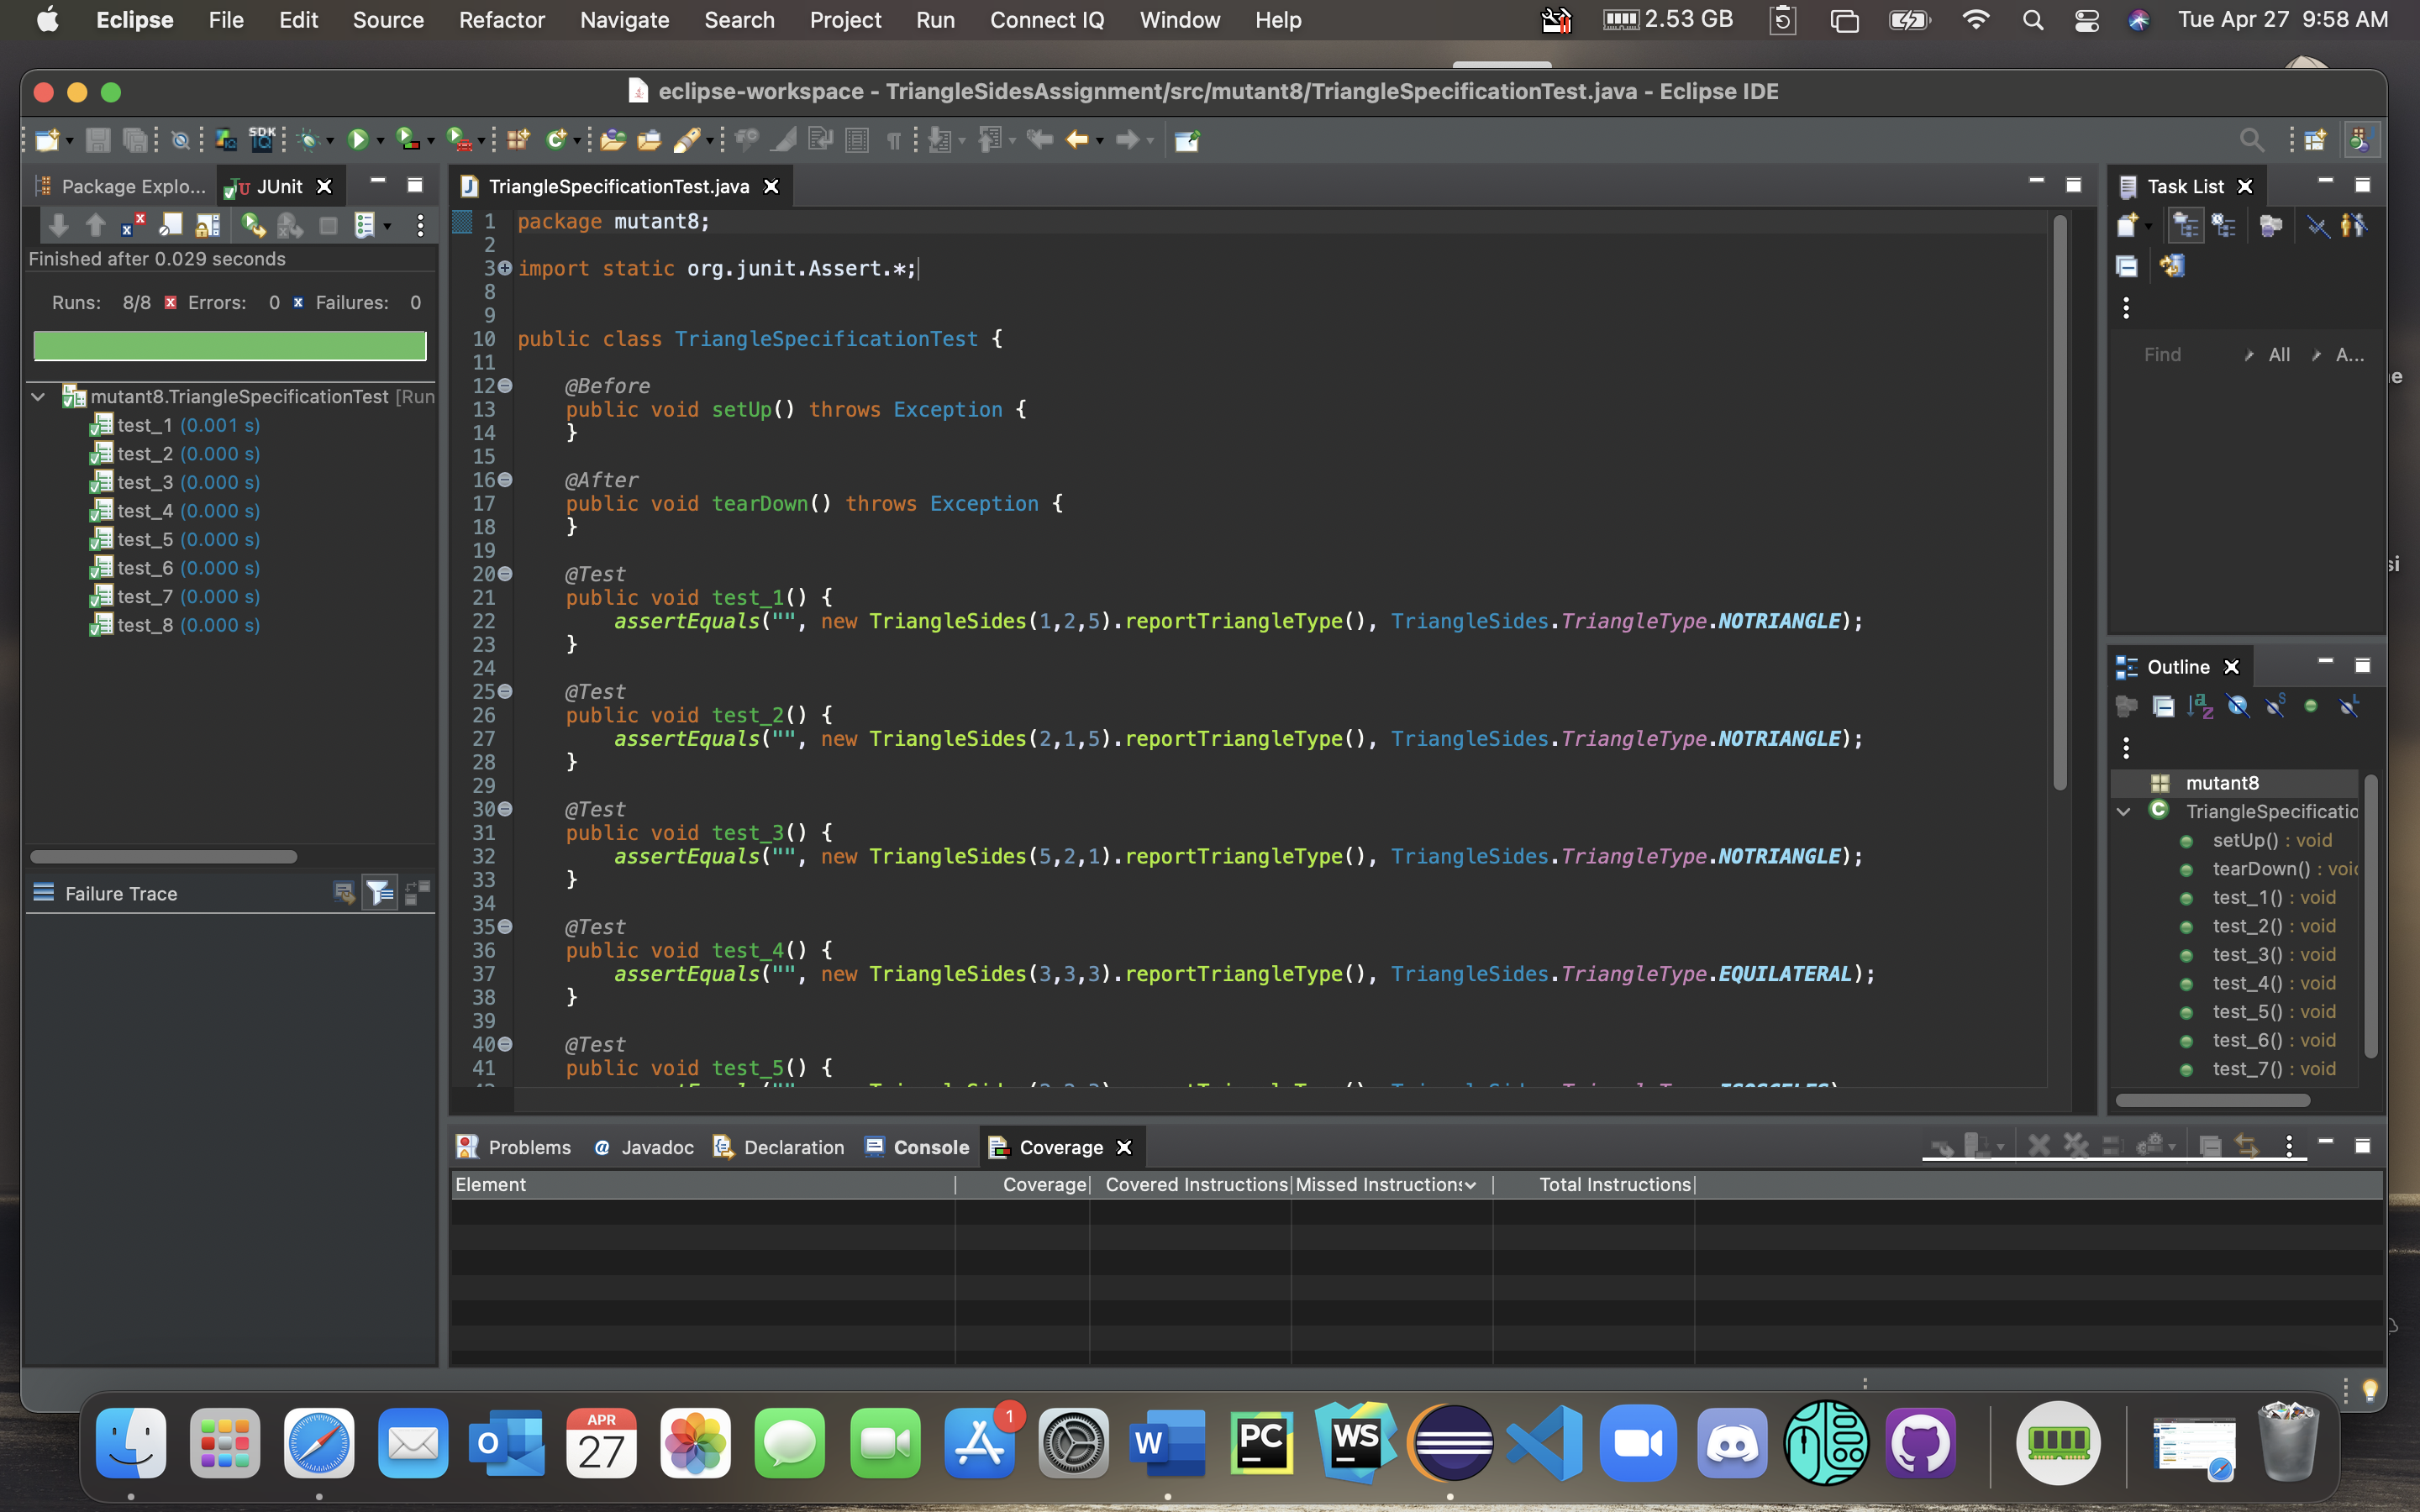 Eclipse File Edit Source Refactor Navigate Search Project Run Connect IQ Window Help 2.53 GB Tue Apr 27 9:58 AM
eclipse-workspace - TriangleSidesAssignment/src/mutant8/TriangleSpecificationTest.java - Eclipse IDE
SDK
Package Explo... JUnit
Finished after 0.029 seconds
Runs: 8/8 Errors: 0 Failures: 0
mutant8.TriangleSpecificationTest [Run
test_1 (0.001 s)
test_2 (0.000 s)
test_3 (0.000 s)
test_4 (0.000 s)
test_5 (0.000 s)
test_6 (0.000 s)
test_7 (0.000 s)
test_8 (0.000 s)
Failure Trace
TriangleSpecificationTest.java
1 package mutant8;
2
3 import static org.junit.Assert.*;
8
9
10 public class TriangleSpecificationTest {
11
12 @Before
13 public void setUp() throws Exception {
14 }
15
16 @After
17 public void tearDown() throws Exception {
18 }
19
20 @Test
21 public void test_1() {
22 assertEquals("", new TriangleSides(1,2,5).reportTriangleType(), TriangleSides.TriangleType.NOTRIANGLE);
23 }
24
25 @Test
26 public void test_2() {
27 assertEquals("", new TriangleSides(2,1,5).reportTriangleType(), TriangleSides.TriangleType.NOTRIANGLE);
28 }
29
30 @Test
31 public void test_3() {
32 assertEquals("", new TriangleSides(5,2,1).reportTriangleType(), TriangleSides.TriangleType.NOTRIANGLE);
33 }
34
35 @Test
36 public void test_4() {
37 assertEquals("", new TriangleSides(3,3,3).reportTriangleType(), TriangleSides.TriangleType.EQUILATERAL);
38 }
39
40 @Test
41 public void test_5() {
Task List
Find All A...
Outline
mutant8
TriangleSpecificatio
setUp() : void
tearDown() : voi
test_1() : void
test_2() : void
test_3() : void
test_4() : void
test_5() : void
test_6() : void
test_7() : void
Problems Javadoc Declaration Console Coverage
Element Coverage Covered Instructions Missed Instructions Total Instructions
APR
27
1
W
PC
WS